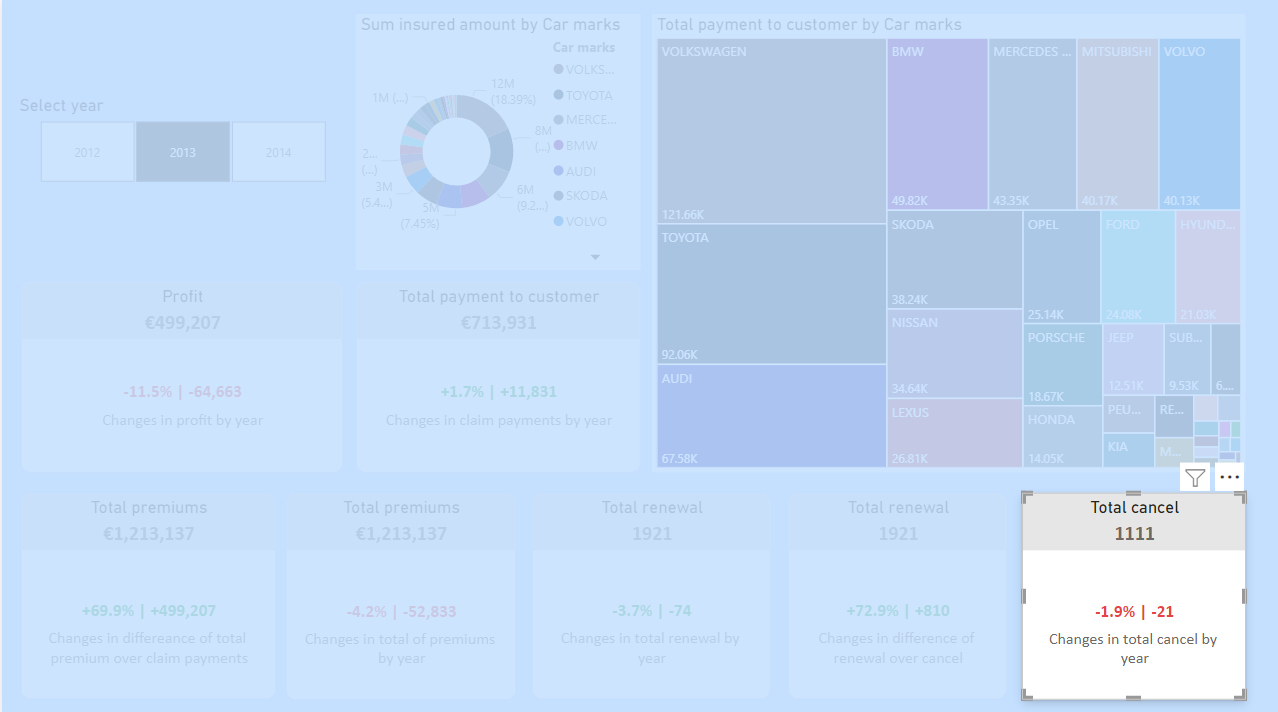 Select year
2012
2013
2014
Sum insured amount by Car marks
Car marks
VOLKS...
TOYOTA
MERCE...
BMW
AUDI
SKODA
VOLVO
12M
(18.39%)
8M
(...)
6M
(9.2...)
5M
(7.45%)
3M
(5.4...)
2...
(...)
1M (...)
Total payment to customer by Car marks
VOLKSWAGEN
121.66K
TOYOTA
92.06K
AUDI
67.58K
BMW
49.82K
MERCEDES ...
43.35K
MITSUBISHI
40.17K
VOLVO
40.13K
SKODA
38.24K
NISSAN
34.64K
LEXUS
26.81K
OPEL
25.14K
FORD
24.08K
HYUND...
21.03K
PORSCHE
18.67K
HONDA
14.05K
JEEP
12.51K
SUB...
9.53K
6....
PEU...
RE...
KIA
M...
Profit
€499,207
-11.5% | -64,663
Changes in profit by year
Total payment to customer
€713,931
+1.7% | +11,831
Changes in claim payments by year
Total premiums
€1,213,137
+69.9% | +499,207
Changes in differeance of total
premium over claim payments
Total premiums
€1,213,137
-4.2% | -52,833
Changes in total of premiums
by year
Total renewal
1921
-3.7% | -74
Changes in total renewal by
year
Total renewal
1921
+72.9% | +810
Changes in difference of
renewal over cancel
Total cancel
1111
-1.9% | -21
Changes in total cancel by
year